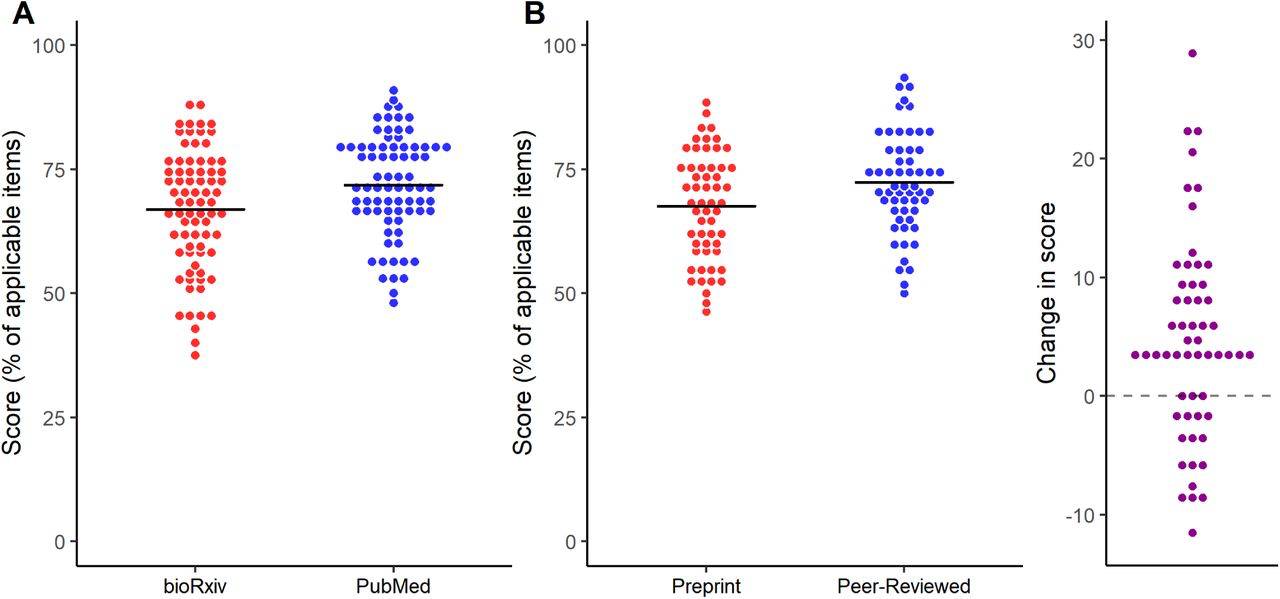 A
Score (% of applicable items)
100
75
50
25
0
bioRxiv
PubMed
B
Score (% of applicable items)
100
75
50
25
0
Preprint
Peer-Reviewed
Change in score
30
20
10
0
-10